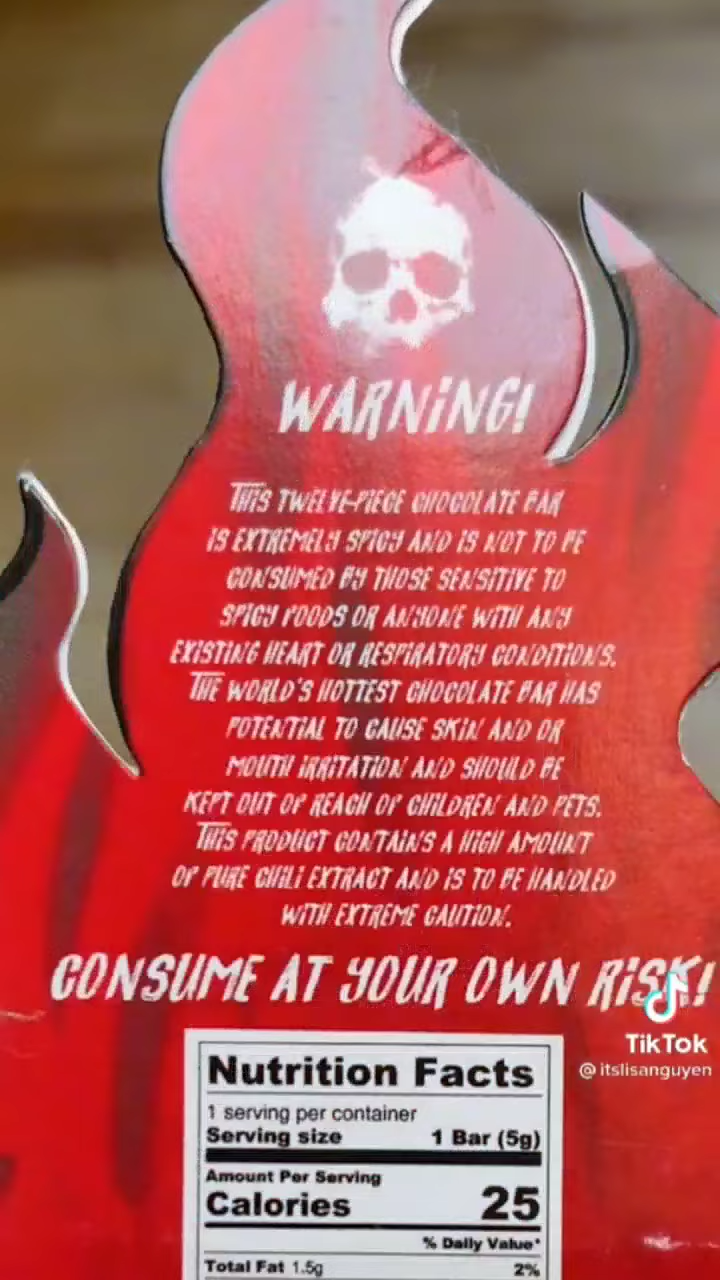 WARNING!
THIS TWELVE-PIECE CHOCOLATE BAR
IS EXTREMELY SPICY AND IS NOT TO BE
CONSUMED BY THOSE SENSITIVE TO
SPICY FOODS OR ANYONE WITH ANY
EXISTING HEART OR RESPIRATORY CONDITIONS.
THE WORLD'S HOTTEST CHOCOLATE BAR HAS
POTENTIAL TO CAUSE SKIN AND OR
MOUTH IRRITATION AND SHOULD BE
KEPT OUT OF REACH OF CHILDREN AND PETS.
THIS PRODUCT CONTAINS A HIGH AMOUNT
OF PURE CHILI EXTRACT AND IS TO BE HANDLED
WITH EXTREME CAUTION.
CONSUME AT YOUR OWN RISK!
TikTok
@itslisanguyen
Nutrition Facts
1 serving per container
Serving size 1 Bar (5g)
Amount Per Serving
Calories 25
% Daily Value*
Total Fat 1.5g 2%